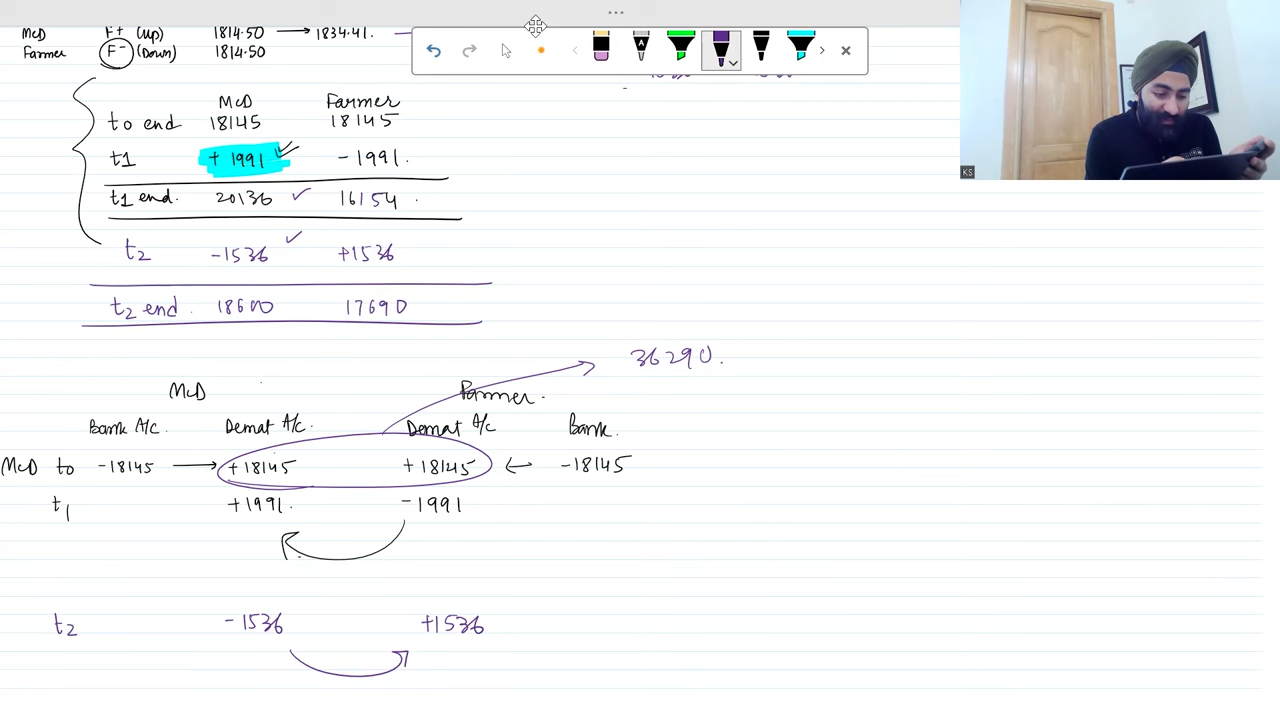 McD F+ (Up) 1814.50 → 1834.41.
Farmer F- (Down) 1814.50
McD Farmer
to end 18145 18145
t1 + 1991 - 1991.
t1 end. 20136 16154.
t2 -1536 +1536
t2 end. 18600 17690
36290.
McD Farmer.
Bank A/C. Demat A/c. Demat A/c Bank.
McD to -18145 → +18145 +18145 ← -18145
t1 +1991. -1991
t2 -1536 +1536
KS